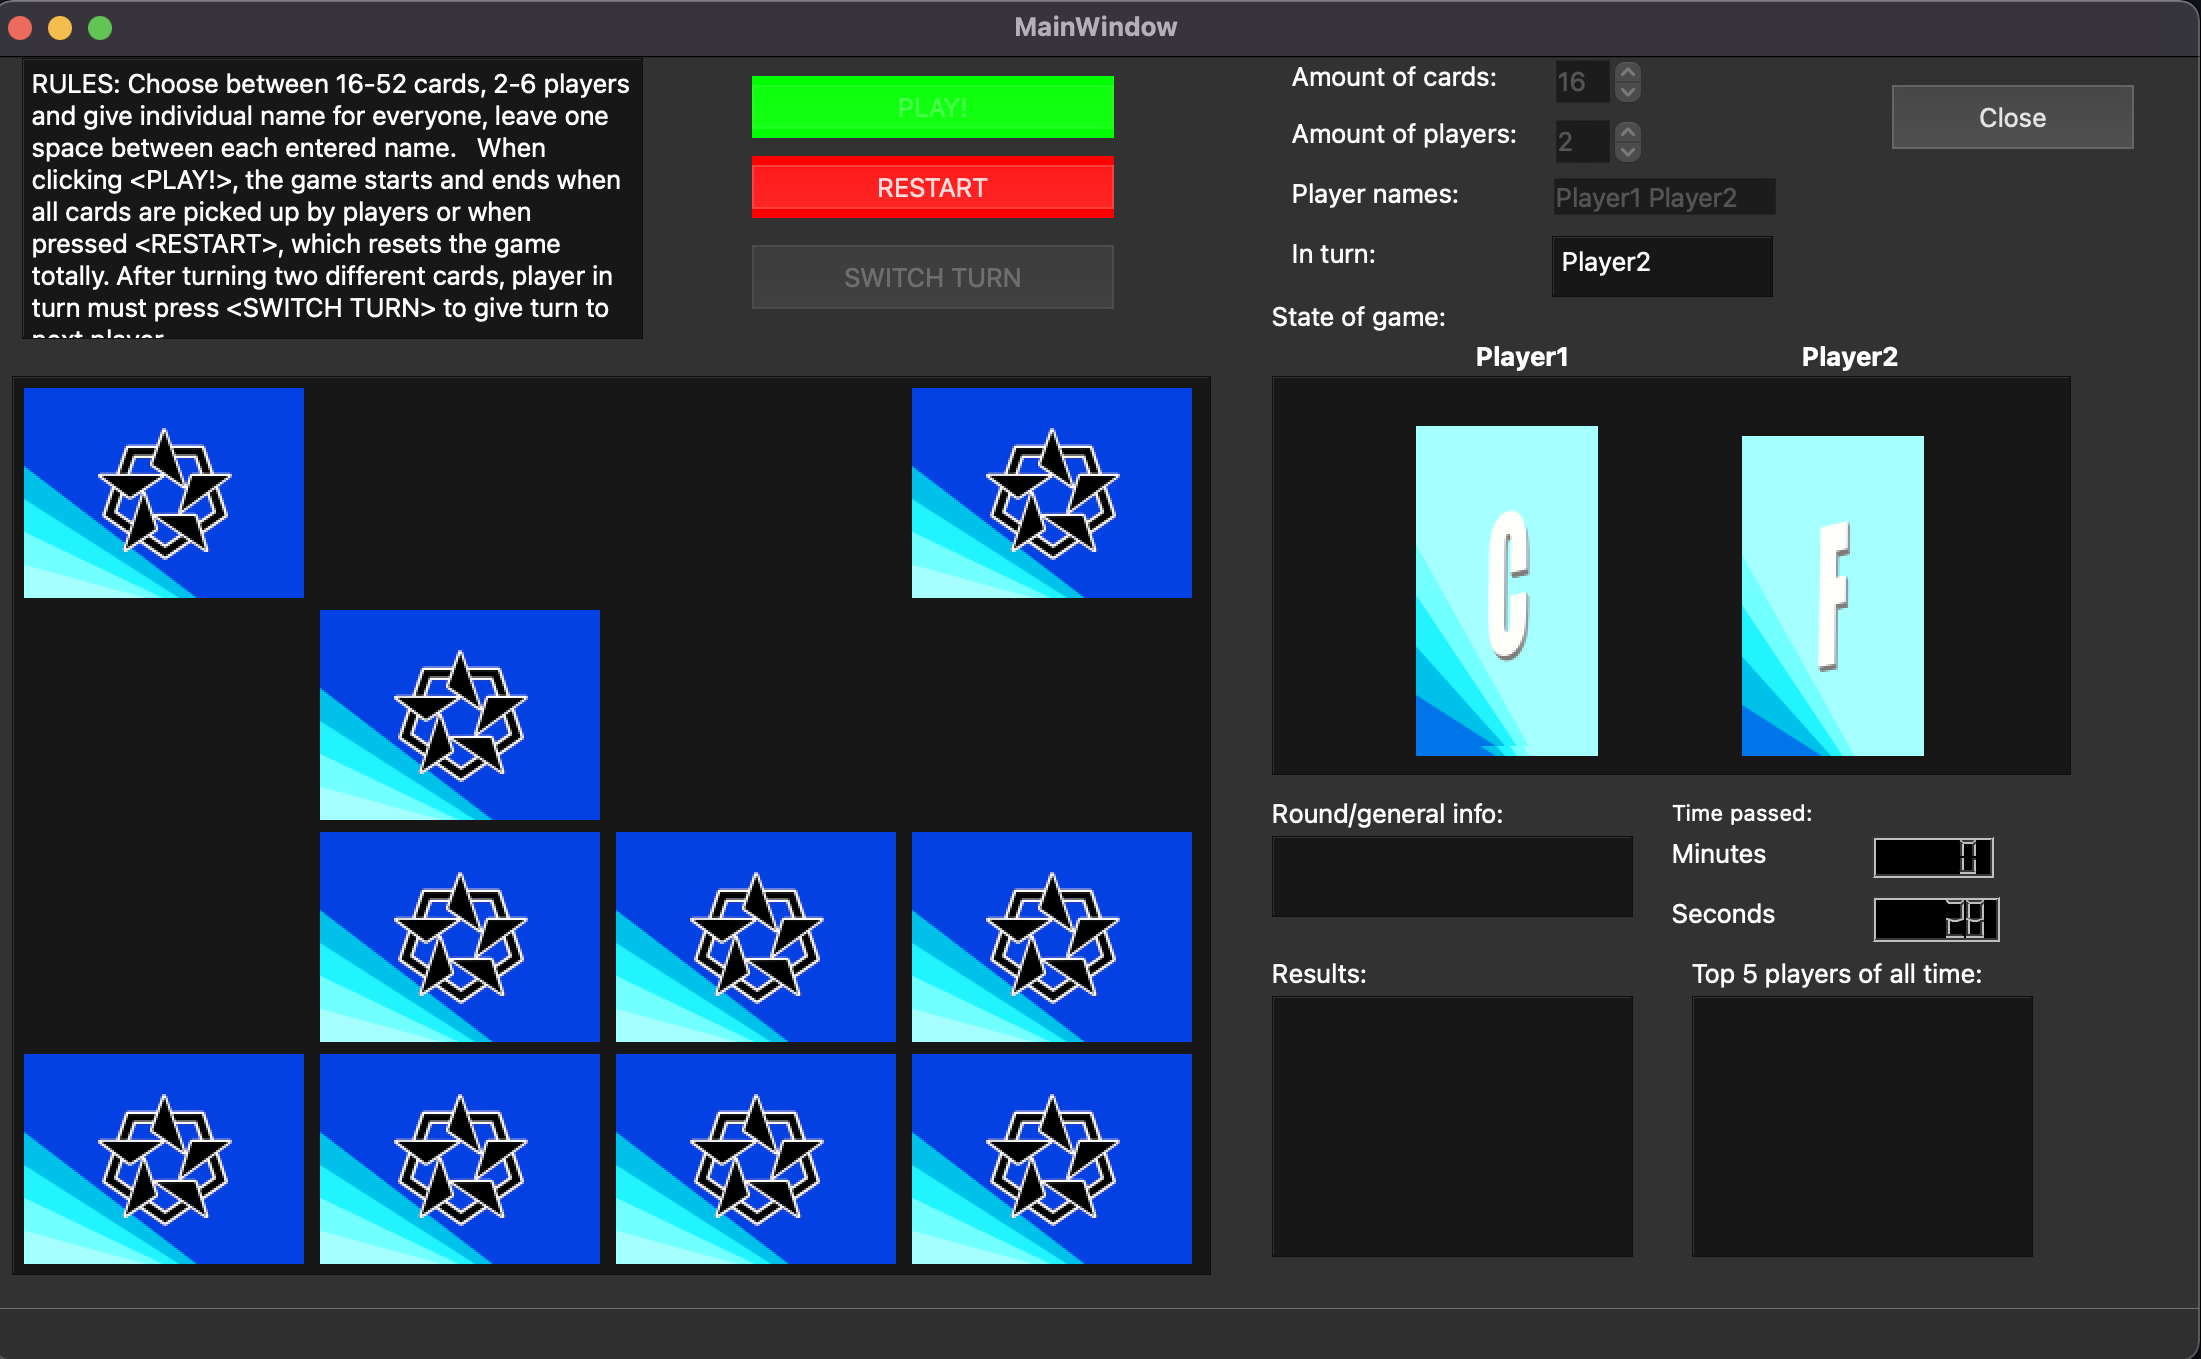 MainWindow
RULES: Choose between 16-52 cards, 2-6 players
and give individual name for everyone, leave one
space between each entered name.   When
clicking <PLAY!>, the game starts and ends when
all cards are picked up by players or when
pressed <RESTART>, which resets the game
totally. After turning two different cards, player in
turn must press <SWITCH TURN> to give turn to
next player
PLAY!
RESTART
SWITCH TURN
Amount of cards: 16
Amount of players: 2
Player names: Player1 Player2
In turn: Player2
Close
State of game:
Player1 Player2
C F
Round/general info:
Time passed:
Minutes 0
Seconds 28
Results:
Top 5 players of all time: